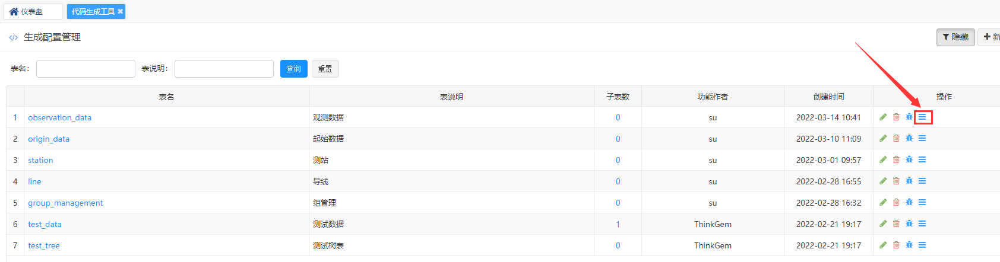 仪表盘 代码生成工具
生成配置管理 隐藏 新
表名: 表说明: 查询 重置
表名 表说明 子表数 功能作者 创建时间 操作
1 observation_data 观测数据 0 su 2022-03-14 10:41
2 origin_data 起始数据 0 su 2022-03-10 11:09
3 station 测站 0 su 2022-03-01 09:57
4 line 导线 0 su 2022-02-28 16:55
5 group_management 组管理 0 su 2022-02-28 16:32
6 test_data 测试数据 1 ThinkGem 2022-02-21 19:17
7 test_tree 测试树表 0 ThinkGem 2022-02-21 19:17